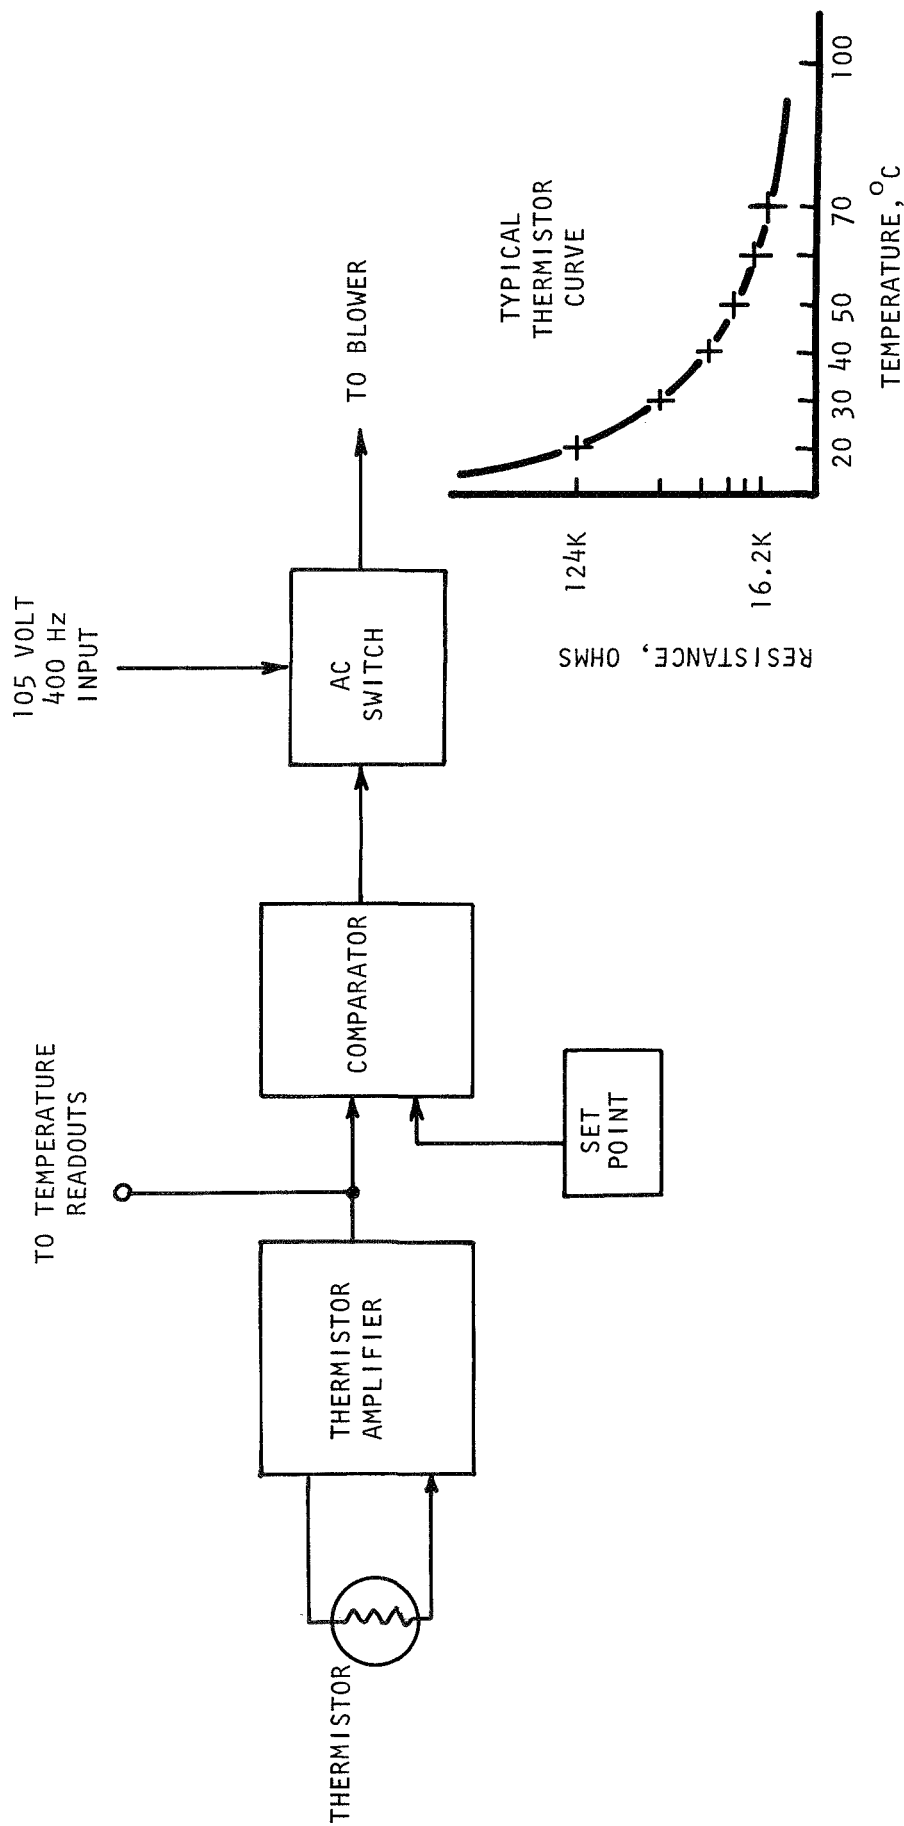 THERMISTOR
THERMISTOR
AMPLIFIER
TO TEMPERATURE
READOUTS
COMPARATOR
SET
POINT
105 VOLT
400 Hz
INPUT
AC
SWITCH
TO BLOWER
TYPICAL
THERMISTOR
CURVE
RESISTANCE, OHMS
124K
16.2K
20 30 40 50 70 100
TEMPERATURE, °C